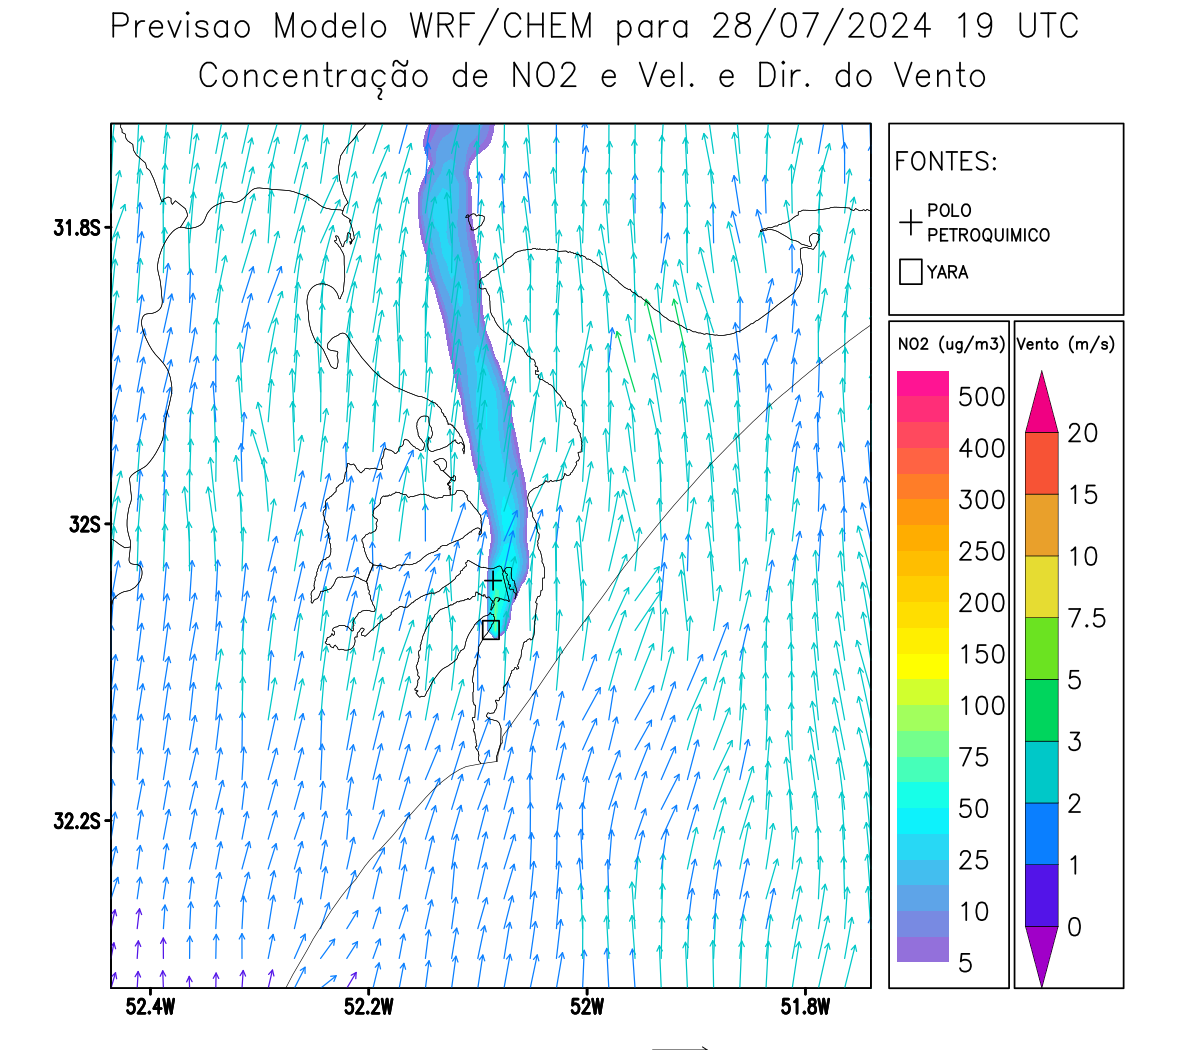 Previsao Modelo WRF/CHEM para 28/07/2024 19 UTC
Concentração de NO2 e Vel. e Dir. do Vento
FONTES:
POLO
PETROQUIMICO
YARA
NO2 (ug/m3)
500
400
300
250
200
150
100
75
50
25
10
5
Vento (m/s)
20
15
10
7.5
5
3
2
1
0
31.8S
32S
32.2S
52.4W
52.2W
52W
51.8W